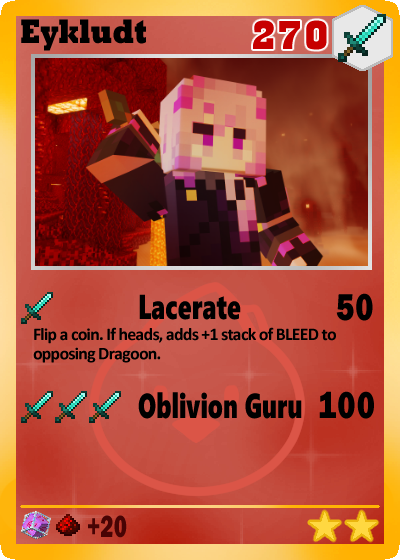 Eykludt 270
Lacerate 50
Flip a coin. If heads, adds +1 stack of BLEED to
opposing Dragoon.
Oblivion Guru 100
+20